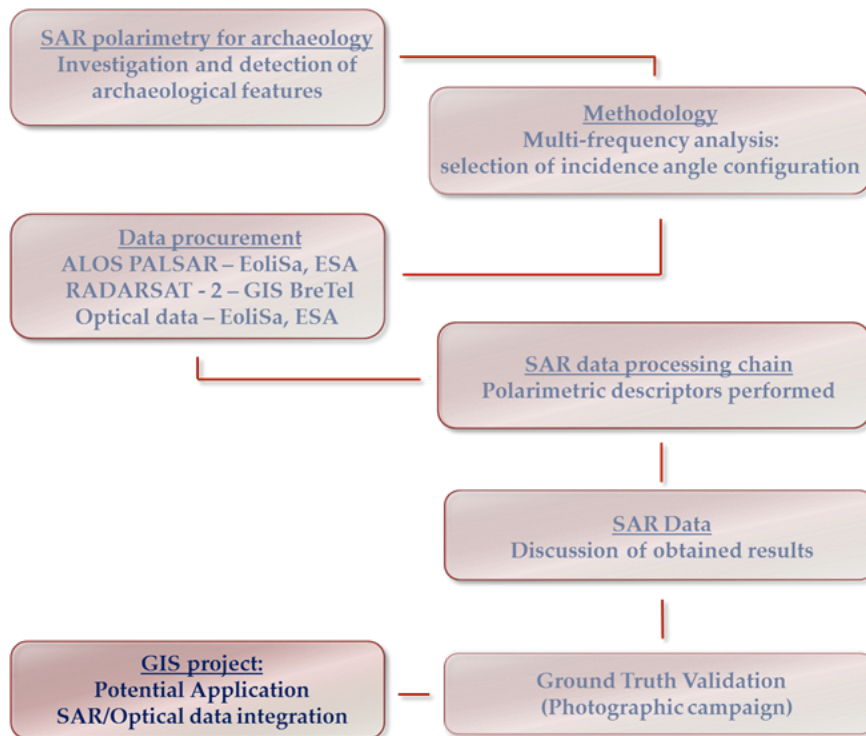 SAR polarimetry for archaeology
Investigation and detection of
archaeological features
Methodology
Multi-frequency analysis:
selection of incidence angle configuration
Data procurement
ALOS PALSAR – EoliSa, ESA
RADARSAT - 2 – GIS BreTel
Optical data – EoliSa, ESA
SAR data processing chain
Polarimetric descriptors performed
SAR Data
Discussion of obtained results
Ground Truth Validation
(Photographic campaign)
GIS project:
Potential Application
SAR/Optical data integration